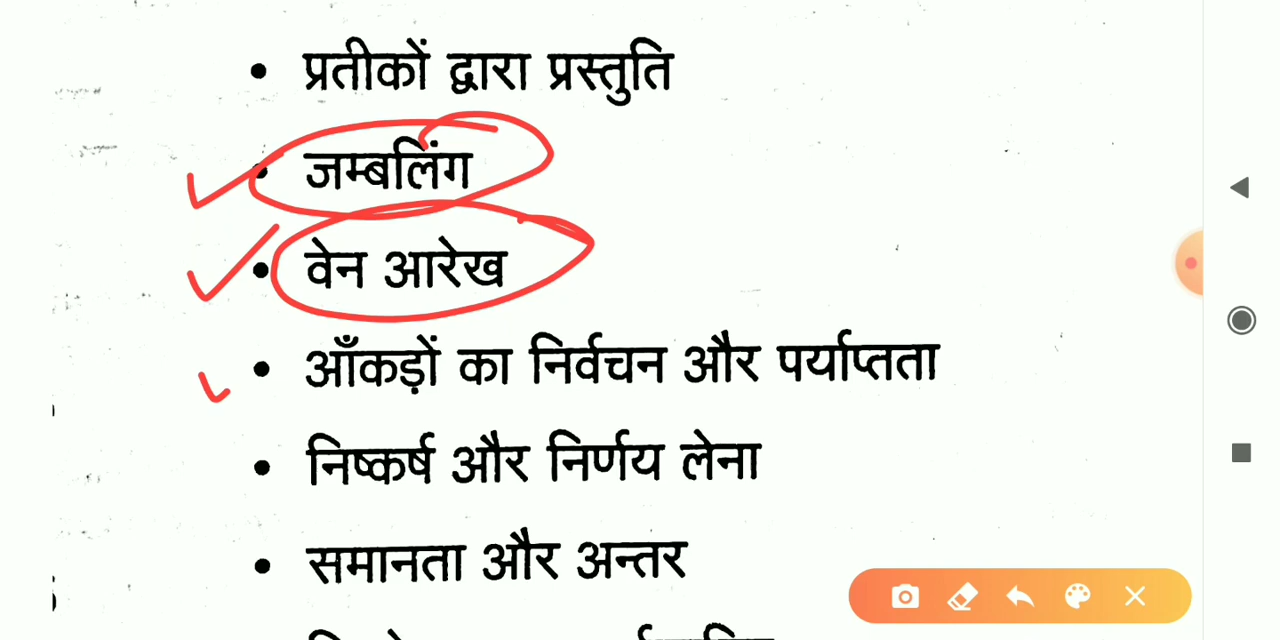 • प्रतीकों द्वारा प्रस्तुति
• जम्बलिंग
• वेन आरेख
• आँकड़ों का निर्वचन और पर्याप्तता
• निष्कर्ष और निर्णय लेना
• समानता और अन्तर